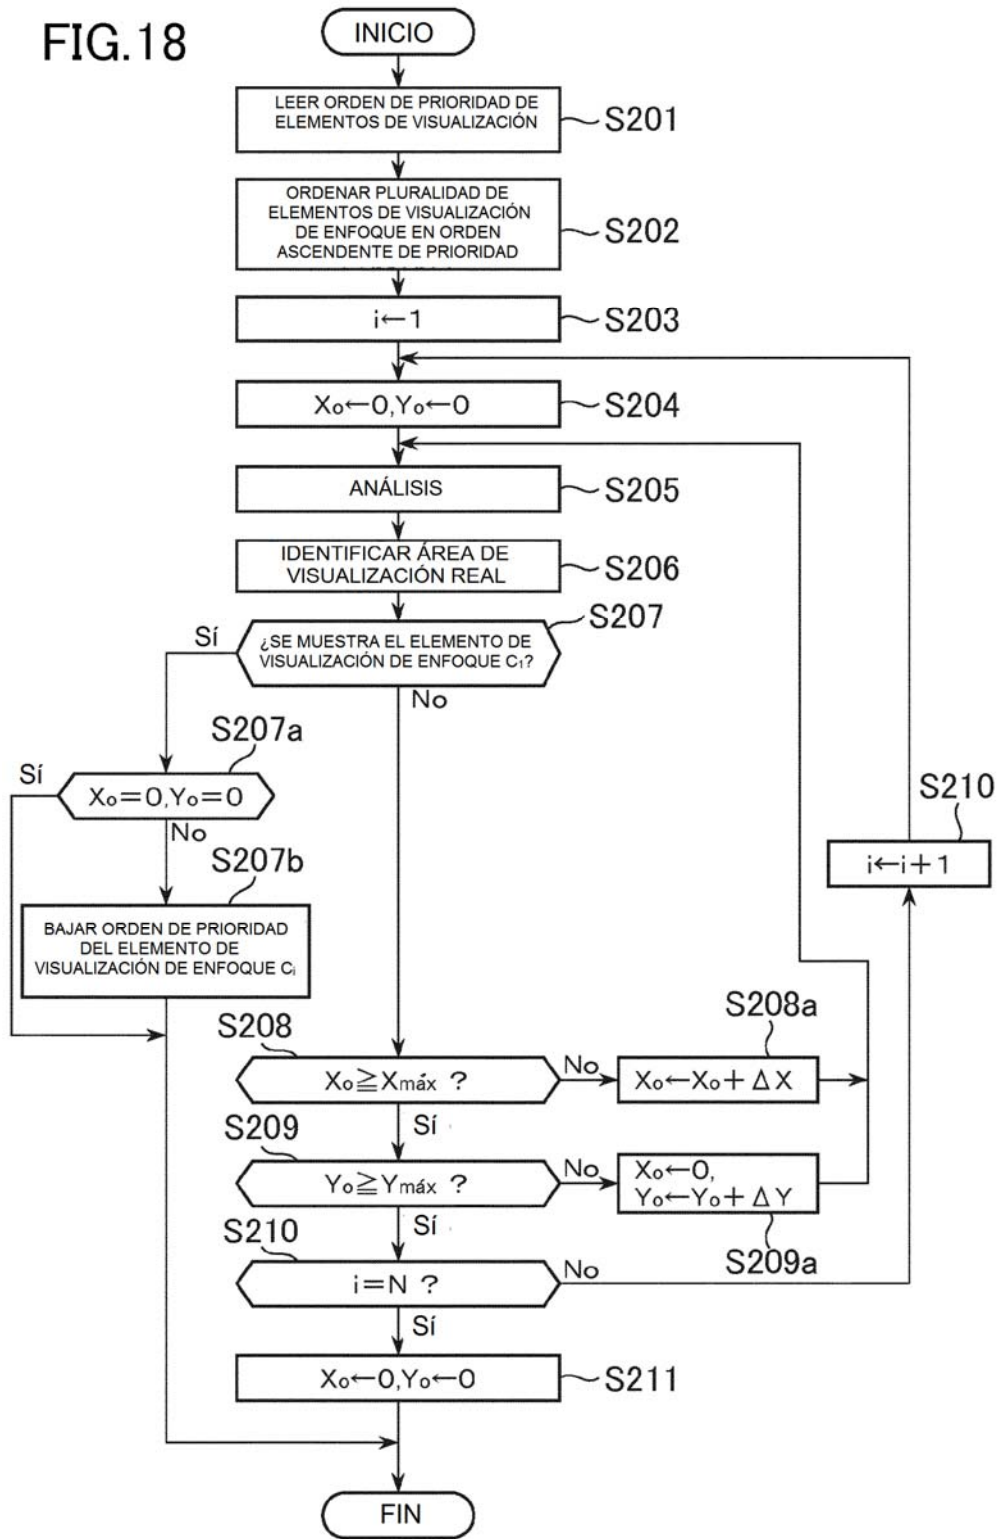 FIG.18
INICIO
LEER ORDEN DE PRIORIDAD DE
ELEMENTOS DE VISUALIZACIÓN
S201
ORDENAR PLURALIDAD DE
ELEMENTOS DE VISUALIZACIÓN
DE ENFOQUE EN ORDEN
ASCENDENTE DE PRIORIDAD
S202
i←1
S203
X₀←0,Y₀←0
S204
ANÁLISIS
S205
IDENTIFICAR ÁREA DE
VISUALIZACIÓN REAL
S206
S207
¿SE MUESTRA EL ELEMENTO DE
VISUALIZACIÓN DE ENFOQUE C₁?
Sí
No
S207a
Sí
X₀=0,Y₀=0
No
S207b
BAJAR ORDEN DE PRIORIDAD
DEL ELEMENTO DE
VISUALIZACIÓN DE ENFOQUE Cᵢ
S210
i←i+1
S208
X₀≧Xmáx ?
No
S208a
X₀←X₀+ΔX
Sí
S209
Y₀≧Ymáx ?
No
X₀←0,
Y₀←Y₀+ΔY
S209a
Sí
S210
i=N ?
No
Sí
X₀←0,Y₀←0
S211
FIN